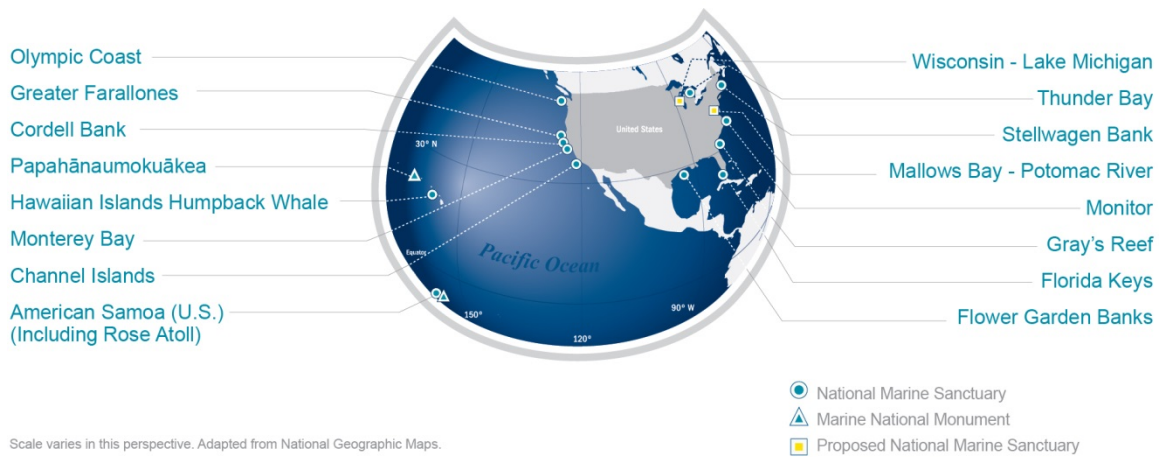 Olympic Coast
Greater Farallones
Cordell Bank
Papahānaumokuākea
Hawaiian Islands Humpback Whale
Monterey Bay
Channel Islands
American Samoa (U.S.)
(Including Rose Atoll)
United States
30° N
Equator
Pacific Ocean
150°
120°
90° W
Wisconsin - Lake Michigan
Thunder Bay
Stellwagen Bank
Mallows Bay - Potomac River
Monitor
Gray's Reef
Florida Keys
Flower Garden Banks
National Marine Sanctuary
Marine National Monument
Proposed National Marine Sanctuary
Scale varies in this perspective. Adapted from National Geographic Maps.